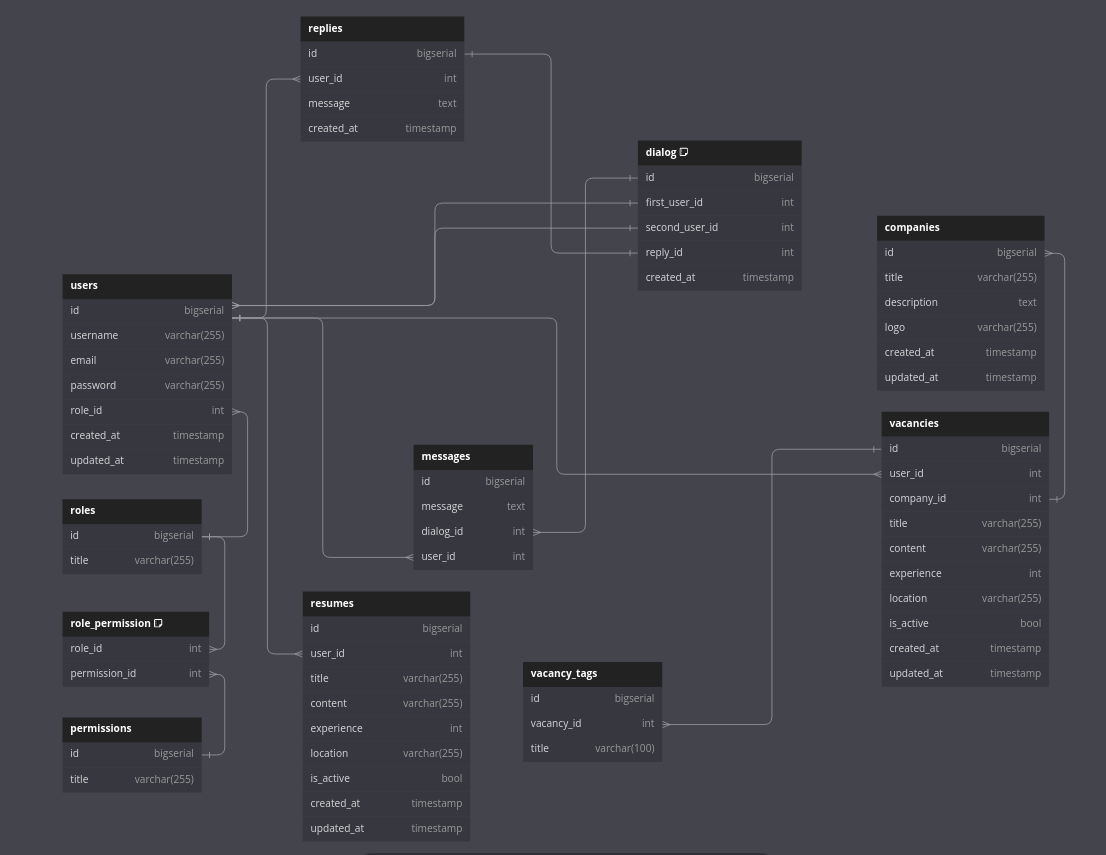 replies
id bigserial
user_id int
message text
created_at timestamp
dialog
id bigserial
first_user_id int
second_user_id int
reply_id int
created_at timestamp
companies
id bigserial
title varchar(255)
description text
logo varchar(255)
created_at timestamp
updated_at timestamp
users
id bigserial
username varchar(255)
email varchar(255)
password varchar(255)
role_id int
created_at timestamp
updated_at timestamp
vacancies
id bigserial
user_id int
company_id int
title varchar(255)
content varchar(255)
experience int
location varchar(255)
is_active bool
created_at timestamp
updated_at timestamp
messages
id bigserial
message text
dialog_id int
user_id int
roles
id bigserial
title varchar(255)
role_permission
role_id int
permission_id int
permissions
id bigserial
title varchar(255)
resumes
id bigserial
user_id int
title varchar(255)
content varchar(255)
experience int
location varchar(255)
is_active bool
created_at timestamp
updated_at timestamp
vacancy_tags
id bigserial
vacancy_id int
title varchar(100)